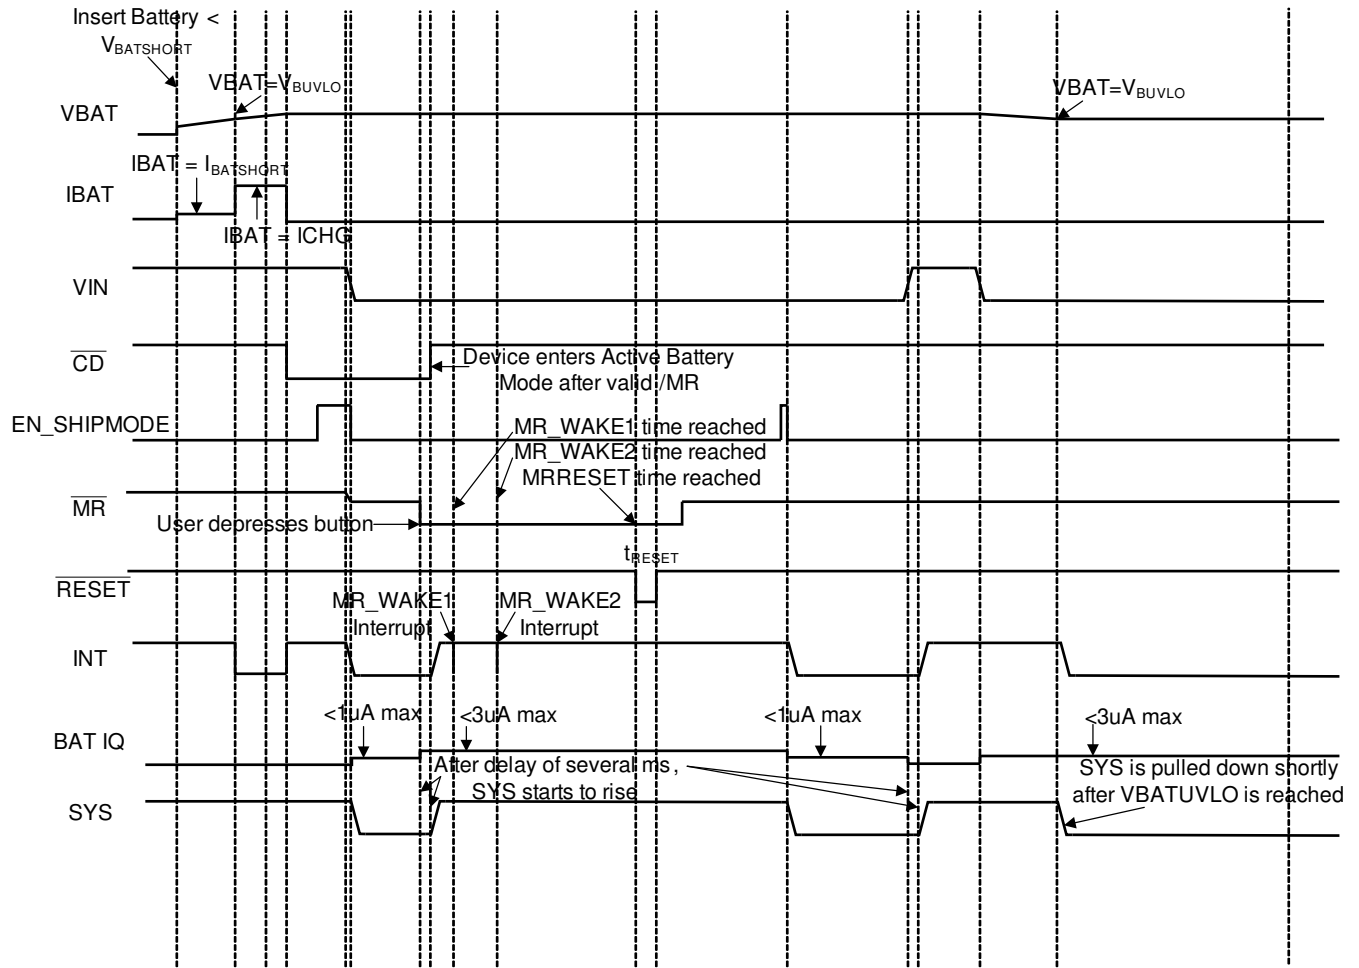 Insert Battery <
VBATSHORT
VBAT=VBUVLO
VBAT=VBUVLO
VBAT
IBAT = IBATSHORT
IBAT
IBAT = ICHG
VIN
CD
Device enters Active Battery
Mode after valid /MR
EN_SHIPMODE
MR_WAKE1 time reached
MR_WAKE2 time reached
MRRESET time reached
MR
User depresses button
tRESET
RESET
MR_WAKE1
Interrupt
MR_WAKE2
Interrupt
INT
<1uA max
<3uA max
<1uA max
<3uA max
BAT IQ
After delay of several ms,
SYS starts to rise
SYS is pulled down shortly
after VBATUVLO is reached
SYS